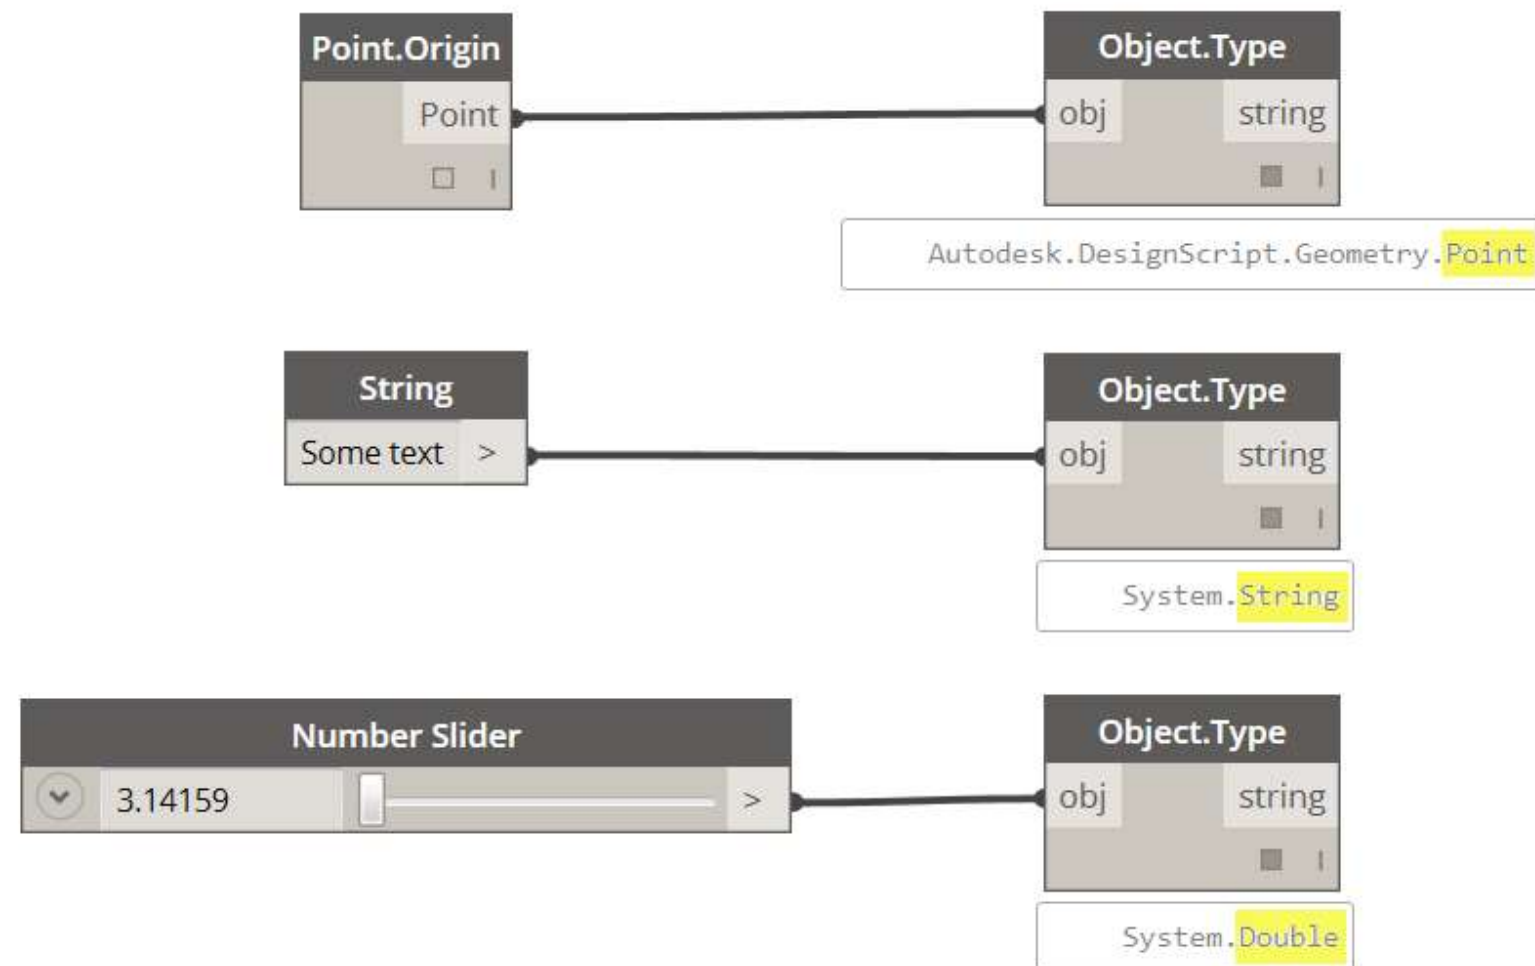 Point.Origin
Object.Type
Point
obj
string
Autodesk.DesignScript.Geometry.Point
String
Object.Type
Some text >
obj
string
System.String
Number Slider
Object.Type
3.14159
>
obj
string
System.Double